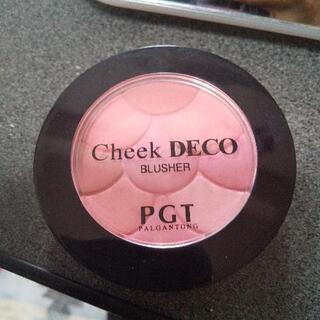 Cheek DECO
BLUSHER
PGT
PALGANTONG